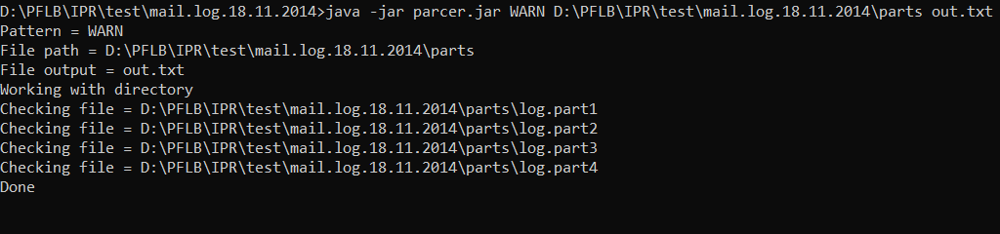 D:\PFLB\IPR\test\mail.log.18.11.2014>java -jar parcer.jar WARN D:\PFLB\IPR\test\mail.log.18.11.2014\parts out.txt
Pattern = WARN
File path = D:\PFLB\IPR\test\mail.log.18.11.2014\parts
File output = out.txt
Working with directory
Checking file = D:\PFLB\IPR\test\mail.log.18.11.2014\parts\log.part1
Checking file = D:\PFLB\IPR\test\mail.log.18.11.2014\parts\log.part2
Checking file = D:\PFLB\IPR\test\mail.log.18.11.2014\parts\log.part3
Checking file = D:\PFLB\IPR\test\mail.log.18.11.2014\parts\log.part4
Done